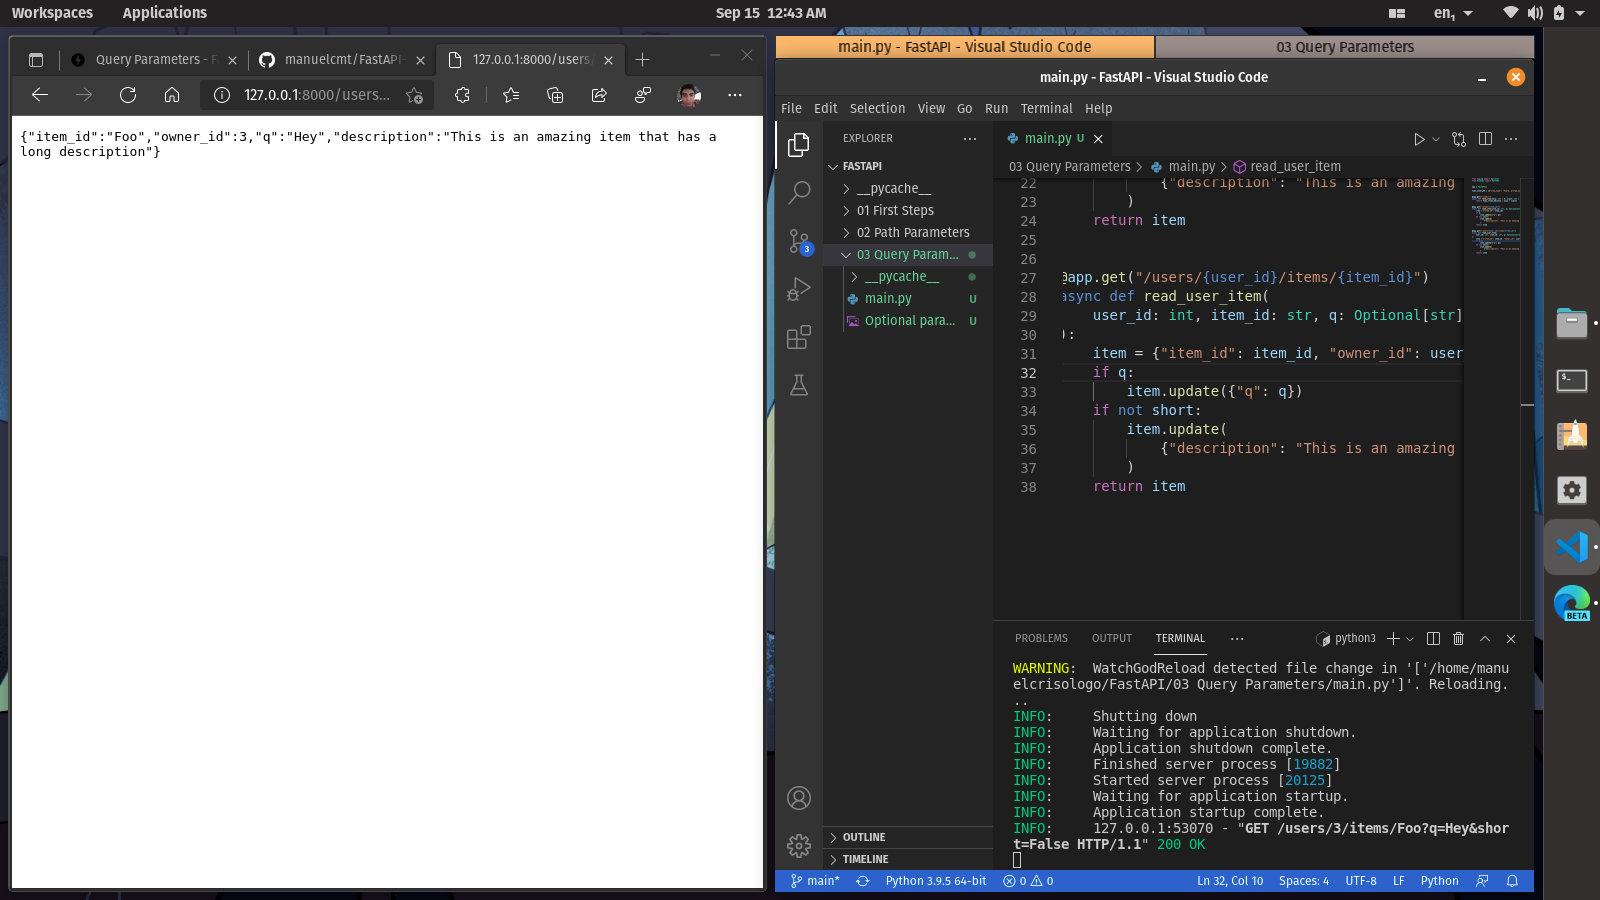 Workspaces Applications Sep 15 12:43 AM en1
Query Parameters - F manuelcmt/FastAPI- 127.0.0.1:8000/users/
127.0.0.1:8000/users...
{"item_id":"Foo","owner_id":3,"q":"Hey","description":"This is an amazing item that has a
long description"}
main.py - FastAPI - Visual Studio Code 03 Query Parameters
main.py - FastAPI - Visual Studio Code
File Edit Selection View Go Run Terminal Help
EXPLORER
FASTAPI
__pycache__
01 First Steps
02 Path Parameters
03 Query Param...
__pycache__
main.py U
Optional para... U
OUTLINE
TIMELINE
3
main.py U
03 Query Parameters > main.py > read_user_item
22 {"description": "This is an amazing
23 )
24 return item
25
26
27 @app.get("/users/{user_id}/items/{item_id}")
28 async def read_user_item(
29 user_id: int, item_id: str, q: Optional[str]
30 ):
31 item = {"item_id": item_id, "owner_id": user
32 if q:
33 item.update({"q": q})
34 if not short:
35 item.update(
36 {"description": "This is an amazing
37 )
38 return item
PROBLEMS OUTPUT TERMINAL python3
WARNING: WatchGodReload detected file change in '['/home/manu
elcrisologo/FastAPI/03 Query Parameters/main.py']'. Reloading.
..
INFO: Shutting down
INFO: Waiting for application shutdown.
INFO: Application shutdown complete.
INFO: Finished server process [19882]
INFO: Started server process [20125]
INFO: Waiting for application startup.
INFO: Application startup complete.
INFO: 127.0.0.1:53070 - "GET /users/3/items/Foo?q=Hey&shor
t=False HTTP/1.1" 200 OK
main* Python 3.9.5 64-bit 0 0 Ln 32, Col 10 Spaces: 4 UTF-8 LF Python
BETA